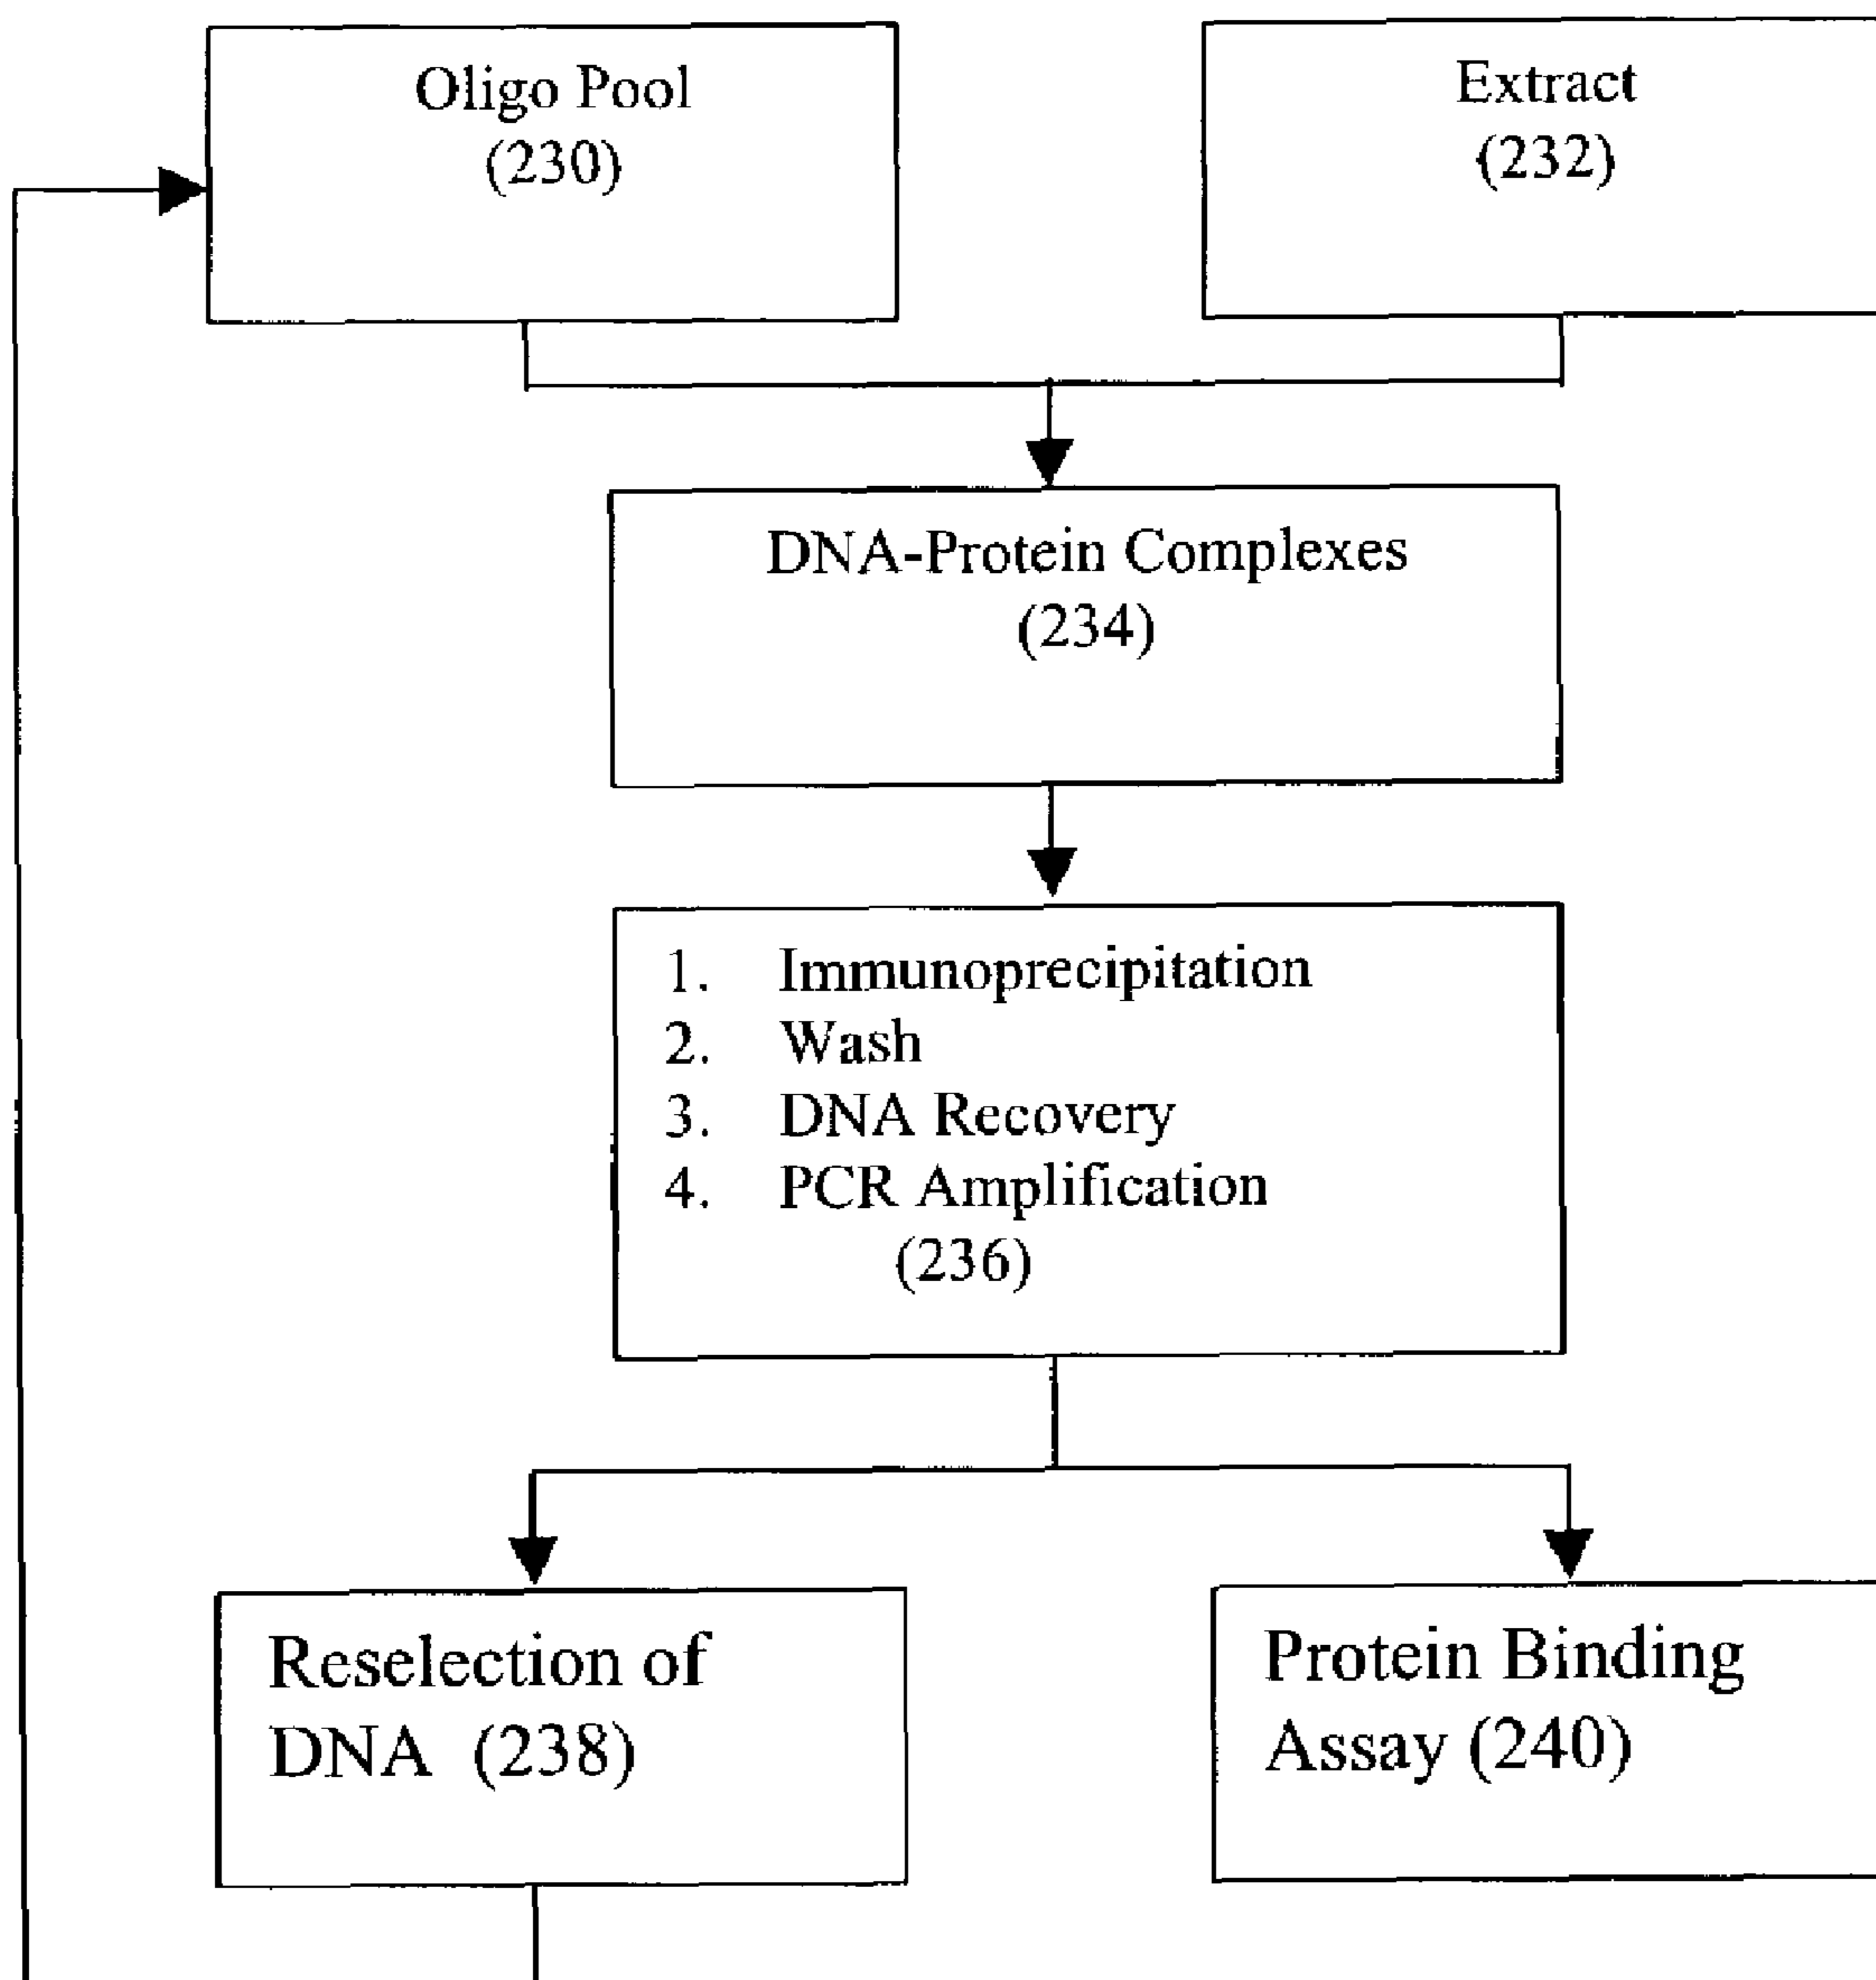 Oligo Pool
(230)
Extract
(232)
DNA-Protein Complexes
(234)
1. Immunoprecipitation
2. Wash
3. DNA Recovery
4. PCR Amplification
(236)
Reselection of
DNA (238)
Protein Binding
Assay (240)